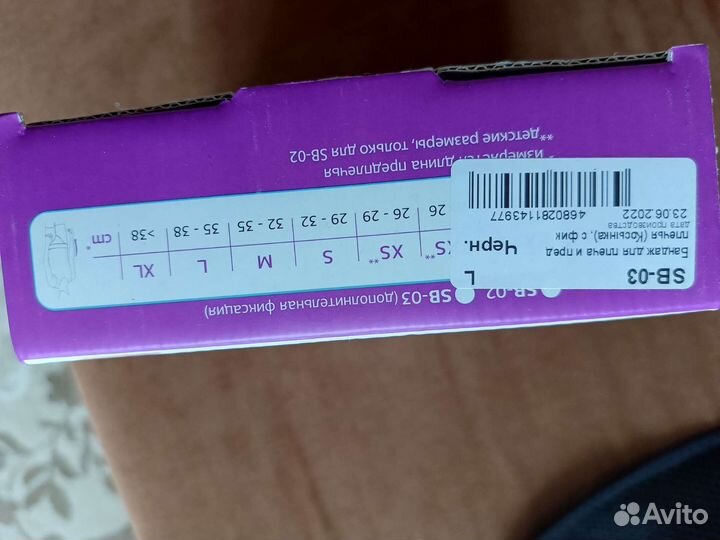 SB-03 L
Бандаж для плеча и пред
плечья (Косынка), с фик Черн.
дата производства
23.06.2022
4680281143977
SB-02 SB-03 (дополнительная фиксация)
XS** S M L XL
26 26 - 29 29 - 32 32 - 35 35 - 38 >38 cm*
* измеряется длина предплечья
** детские размеры, только для SB-02
Avito